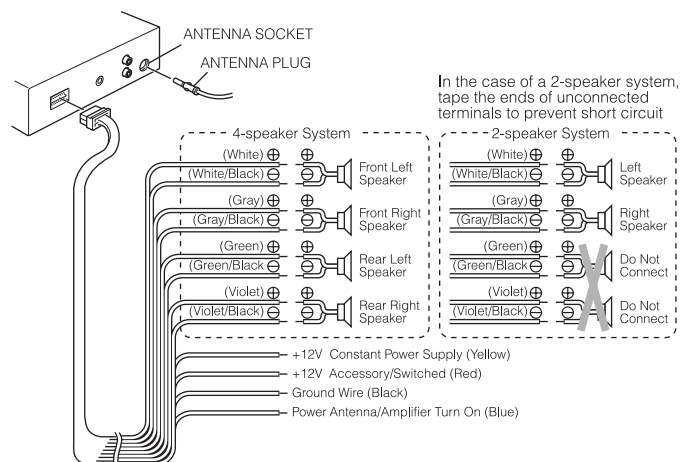 ANTENNA SOCKET
ANTENNA PLUG
In the case of a 2-speaker system,
tape the ends of unconnected
terminals to prevent short circuit
4-speaker System
(White) ⊕ ⊕
(White/Black) ⊖ ⊖
Front Left
Speaker
(Gray) ⊕ ⊕
(Gray/Black) ⊖ ⊖
Front Right
Speaker
(Green) ⊕ ⊕
(Green/Black ⊖ ⊖
Rear Left
Speaker
(Violet) ⊕ ⊕
(Violet/Black) ⊖ ⊖
Rear Right
Speaker
2-speaker System
(White) ⊕ ⊕
(White/Black) ⊖ ⊖
Left
Speaker
(Gray) ⊕ ⊕
(Gray/Black) ⊖ ⊖
Right
Speaker
(Green) ⊕ ⊕
(Green/Black ⊖ ⊖
Do Not
Connect
(Violet) ⊕ ⊕
(Violet/Black) ⊖ ⊖
Do Not
Connect
+12V Constant Power Supply (Yellow)
+12V Accessory/Switched (Red)
Ground Wire (Black)
Power Antenna/Amplifier Turn On (Blue)